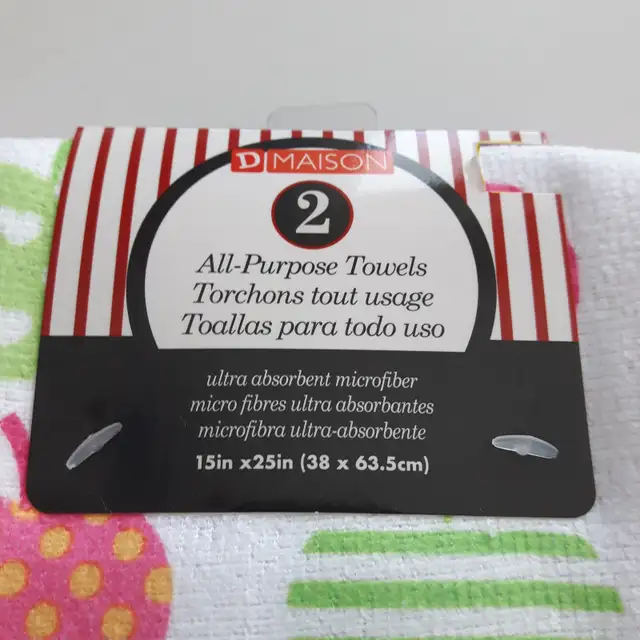 D MAISON
2
All-Purpose Towels
Torchons tout usage
Toallas para todo uso
ultra absorbent microfiber
micro fibres ultra absorbantes
microfibra ultra-absorbente
15in x25in (38 x 63.5cm)